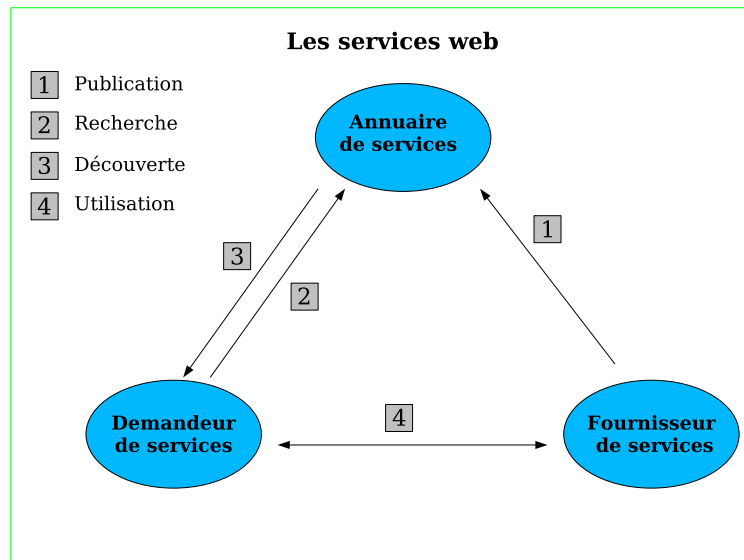 Les services web
1 Publication
2 Recherche
3 Découverte
4 Utilisation
Annuaire
de services
1
3
2
4
Demandeur
de services
Fournisseur
de services